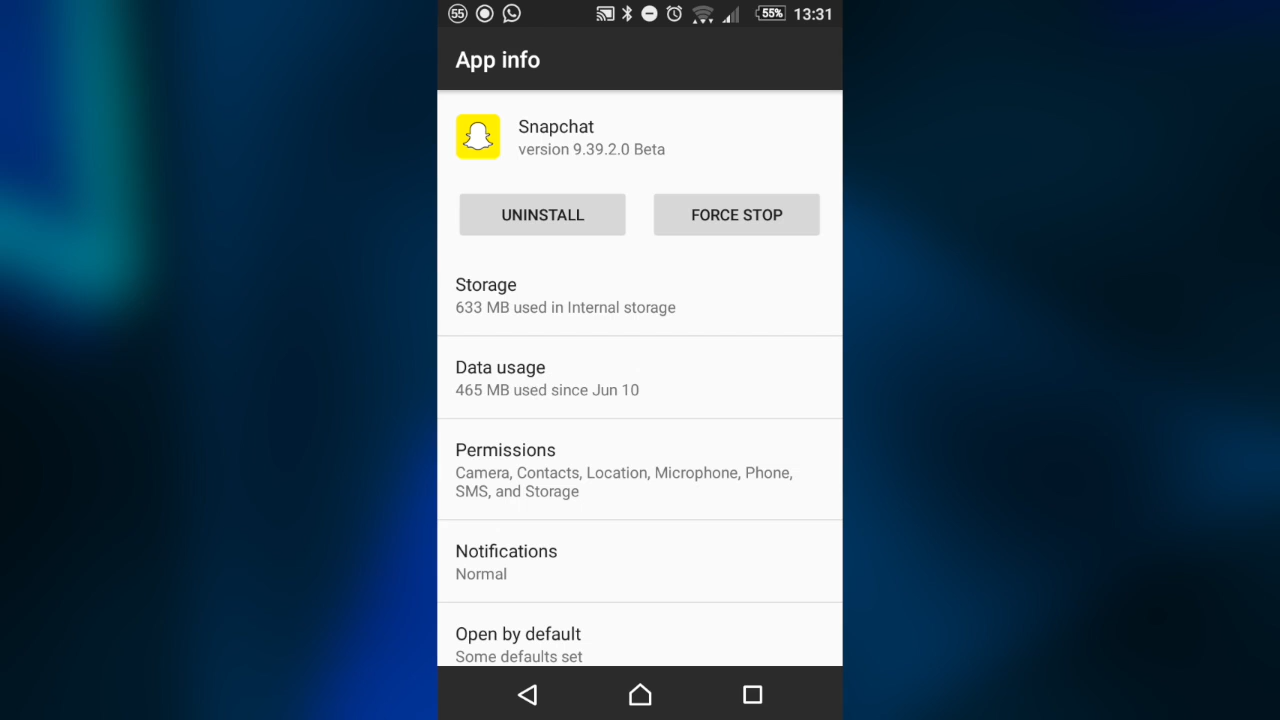 55 55% 13:31
App info
Snapchat
version 9.39.2.0 Beta
UNINSTALL FORCE STOP
Storage
633 MB used in Internal storage
Data usage
465 MB used since Jun 10
Permissions
Camera, Contacts, Location, Microphone, Phone,
SMS, and Storage
Notifications
Normal
Open by default
Some defaults set